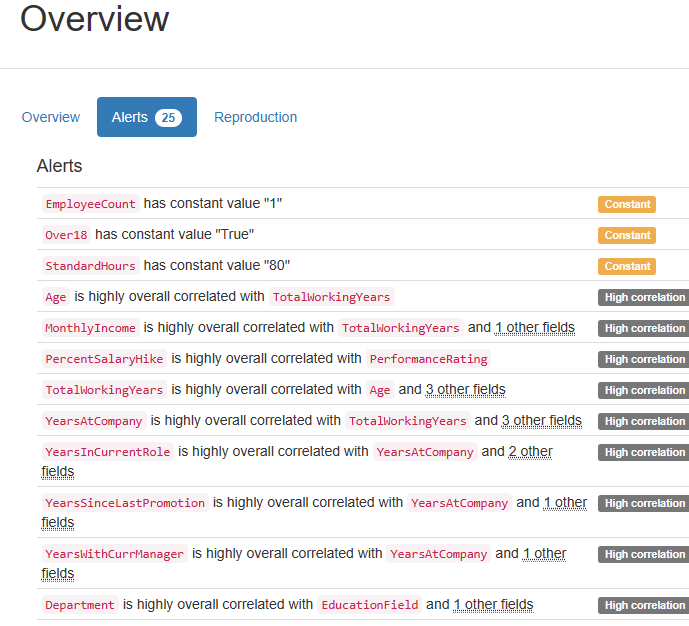 Overview
Overview
Alerts 25
Reproduction
Alerts
EmployeeCount has constant value "1" Constant
Over18 has constant value "True" Constant
StandardHours has constant value "80" Constant
Age is highly overall correlated with TotalWorkingYears High correlation
MonthlyIncome is highly overall correlated with TotalWorkingYears and 1 other fields High correlation
PercentSalaryHike is highly overall correlated with PerformanceRating High correlation
TotalWorkingYears is highly overall correlated with Age and 3 other fields High correlation
YearsAtCompany is highly overall correlated with TotalWorkingYears and 3 other fields High correlation
YearsInCurrentRole is highly overall correlated with YearsAtCompany and 2 other High correlation
fields
YearsSinceLastPromotion is highly overall correlated with YearsAtCompany and 1 other High correlation
fields
YearsWithCurrManager is highly overall correlated with YearsAtCompany and 1 other High correlation
fields
Department is highly overall correlated with EducationField and 1 other fields High correlation